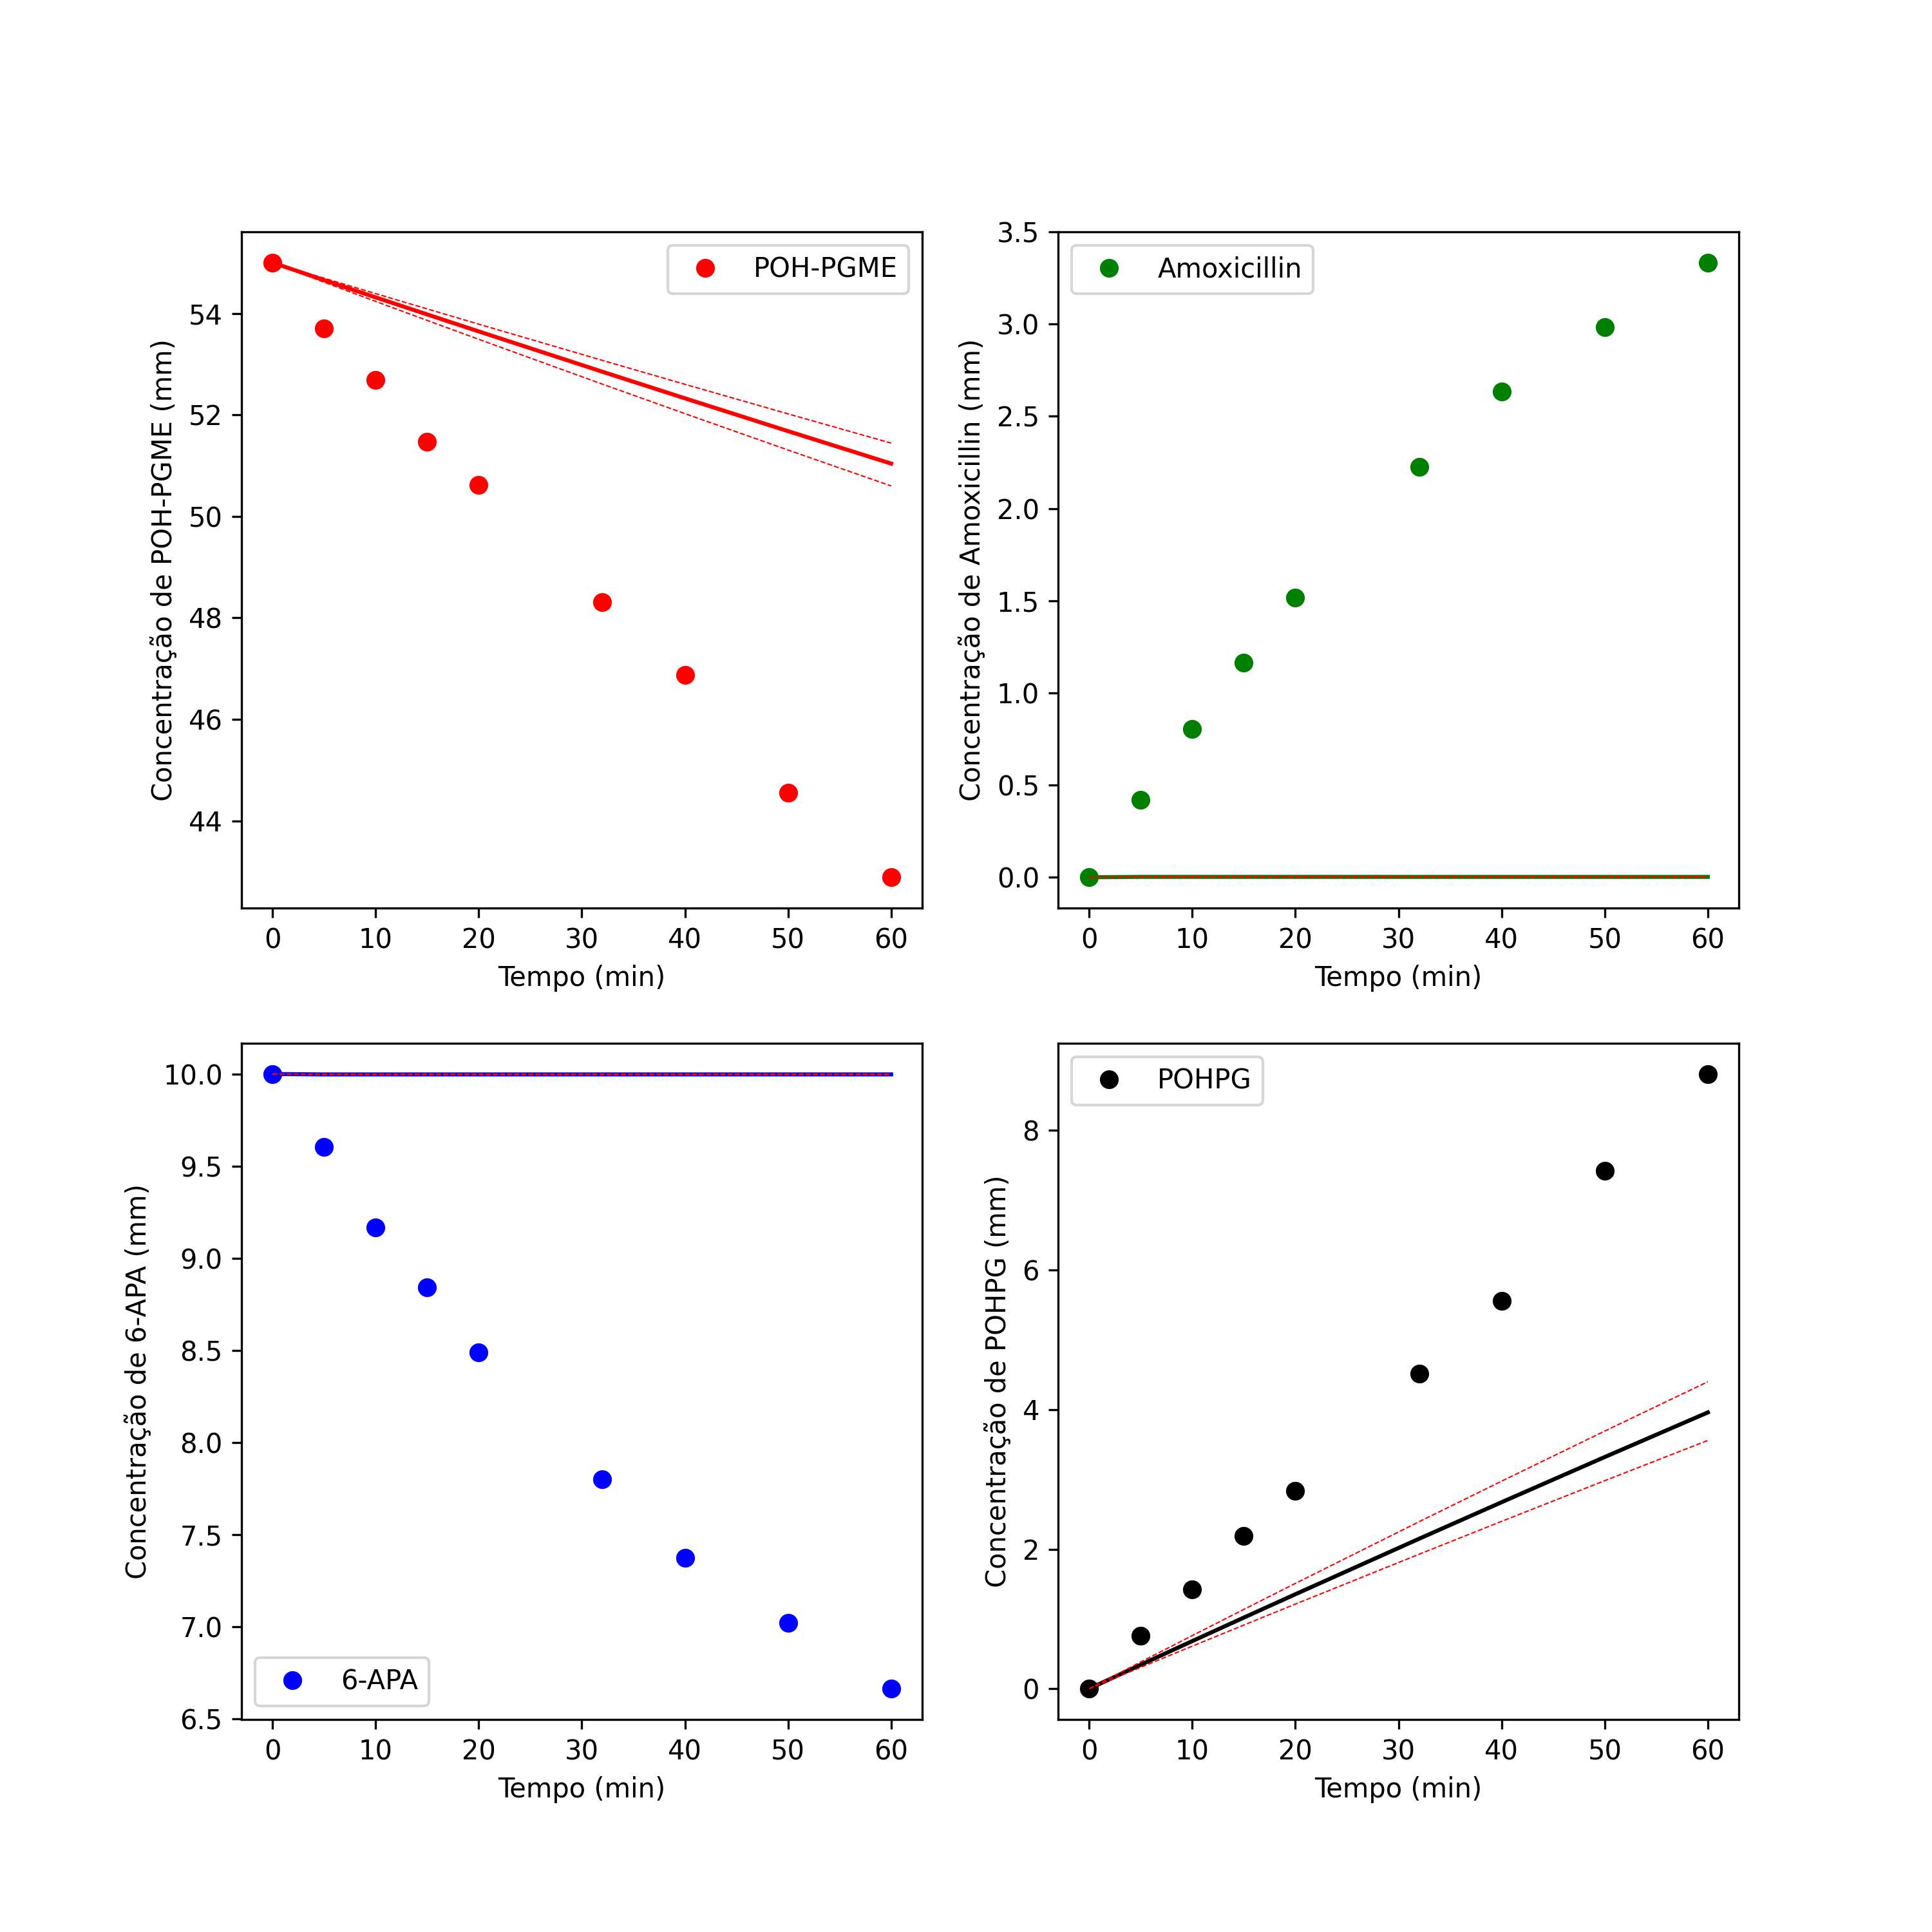 Concentração de POH-PGME (mm)
54
52
50
48
46
44
POH-PGME
0 10 20 30 40 50 60
Tempo (min)
Concentração de Amoxicillin (mm)
3.5
3.0
2.5
2.0
1.5
1.0
0.5
0.0
Amoxicillin
0 10 20 30 40 50 60
Tempo (min)
Concentração de 6-APA (mm)
10.0
9.5
9.0
8.5
8.0
7.5
7.0
6.5
6-APA
0 10 20 30 40 50 60
Tempo (min)
Concentração de POHPG (mm)
8
6
4
2
0
POHPG
0 10 20 30 40 50 60
Tempo (min)